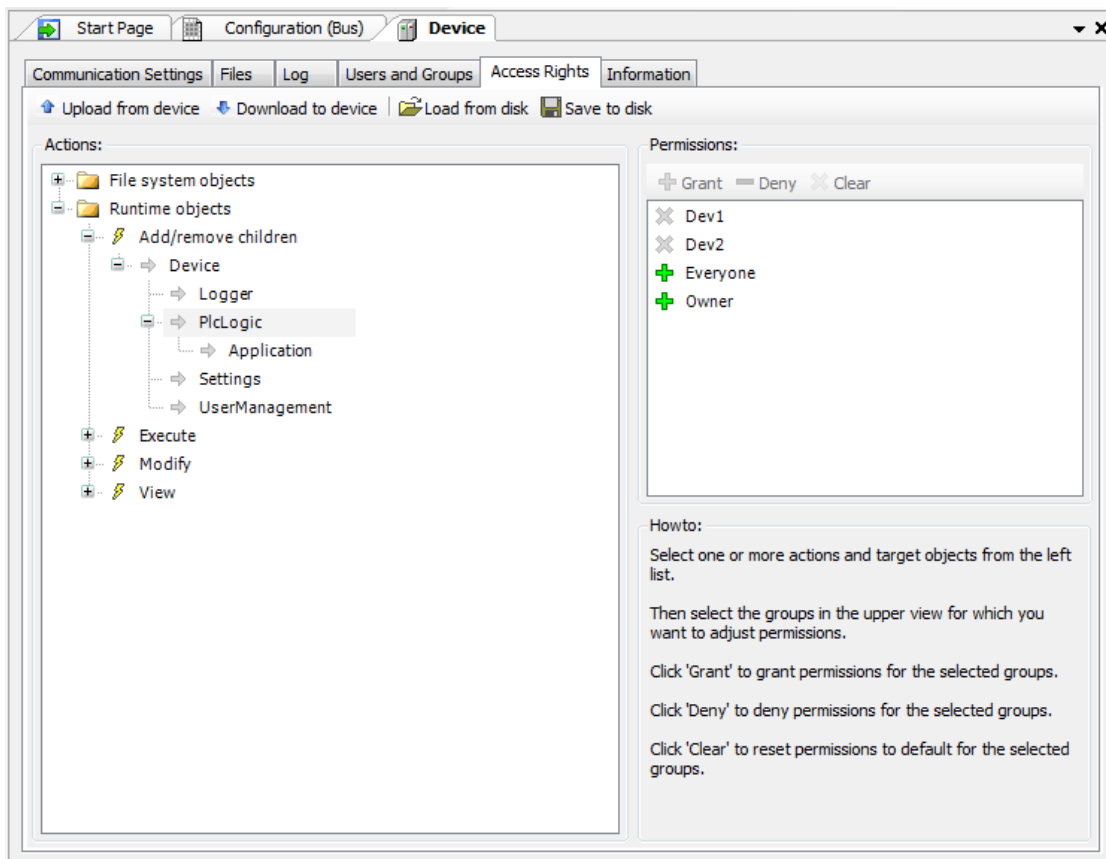 Start Page Configuration (Bus) Device
Communication Settings Files Log Users and Groups Access Rights Information
Upload from device Download to device Load from disk Save to disk
Actions:
File system objects
Runtime objects
Add/remove children
Device
Logger
PlcLogic
Application
Settings
UserManagement
Execute
Modify
View
Permissions:
Grant Deny Clear
Dev1
Dev2
Everyone
Owner
Howto:
Select one or more actions and target objects from the left
list.
Then select the groups in the upper view for which you
want to adjust permissions.
Click 'Grant' to grant permissions for the selected groups.
Click 'Deny' to deny permissions for the selected groups.
Click 'Clear' to reset permissions to default for the selected
groups.